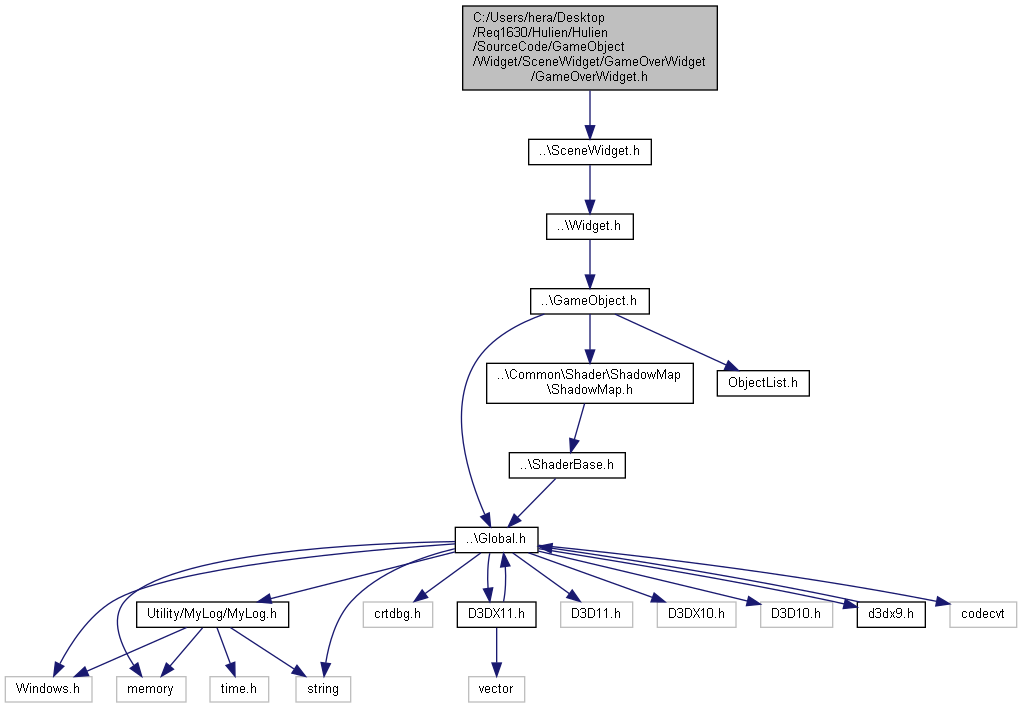 C:/Users/hera/Desktop
/Req1630/Hulien/Hulien
/SourceCode/GameObject
/Widget/SceneWidget/GameOverWidget
/GameOverWidget.h
..\SceneWidget.h
..\Widget.h
..\GameObject.h
..\Common\Shader\ShadowMap
\ShadowMap.h
ObjectList.h
..\ShaderBase.h
..\Global.h
Utility/MyLog/MyLog.h
crtdbg.h
D3DX11.h
D3D11.h
D3DX10.h
D3D10.h
d3dx9.h
codecvt
Windows.h
memory
time.h
string
vector